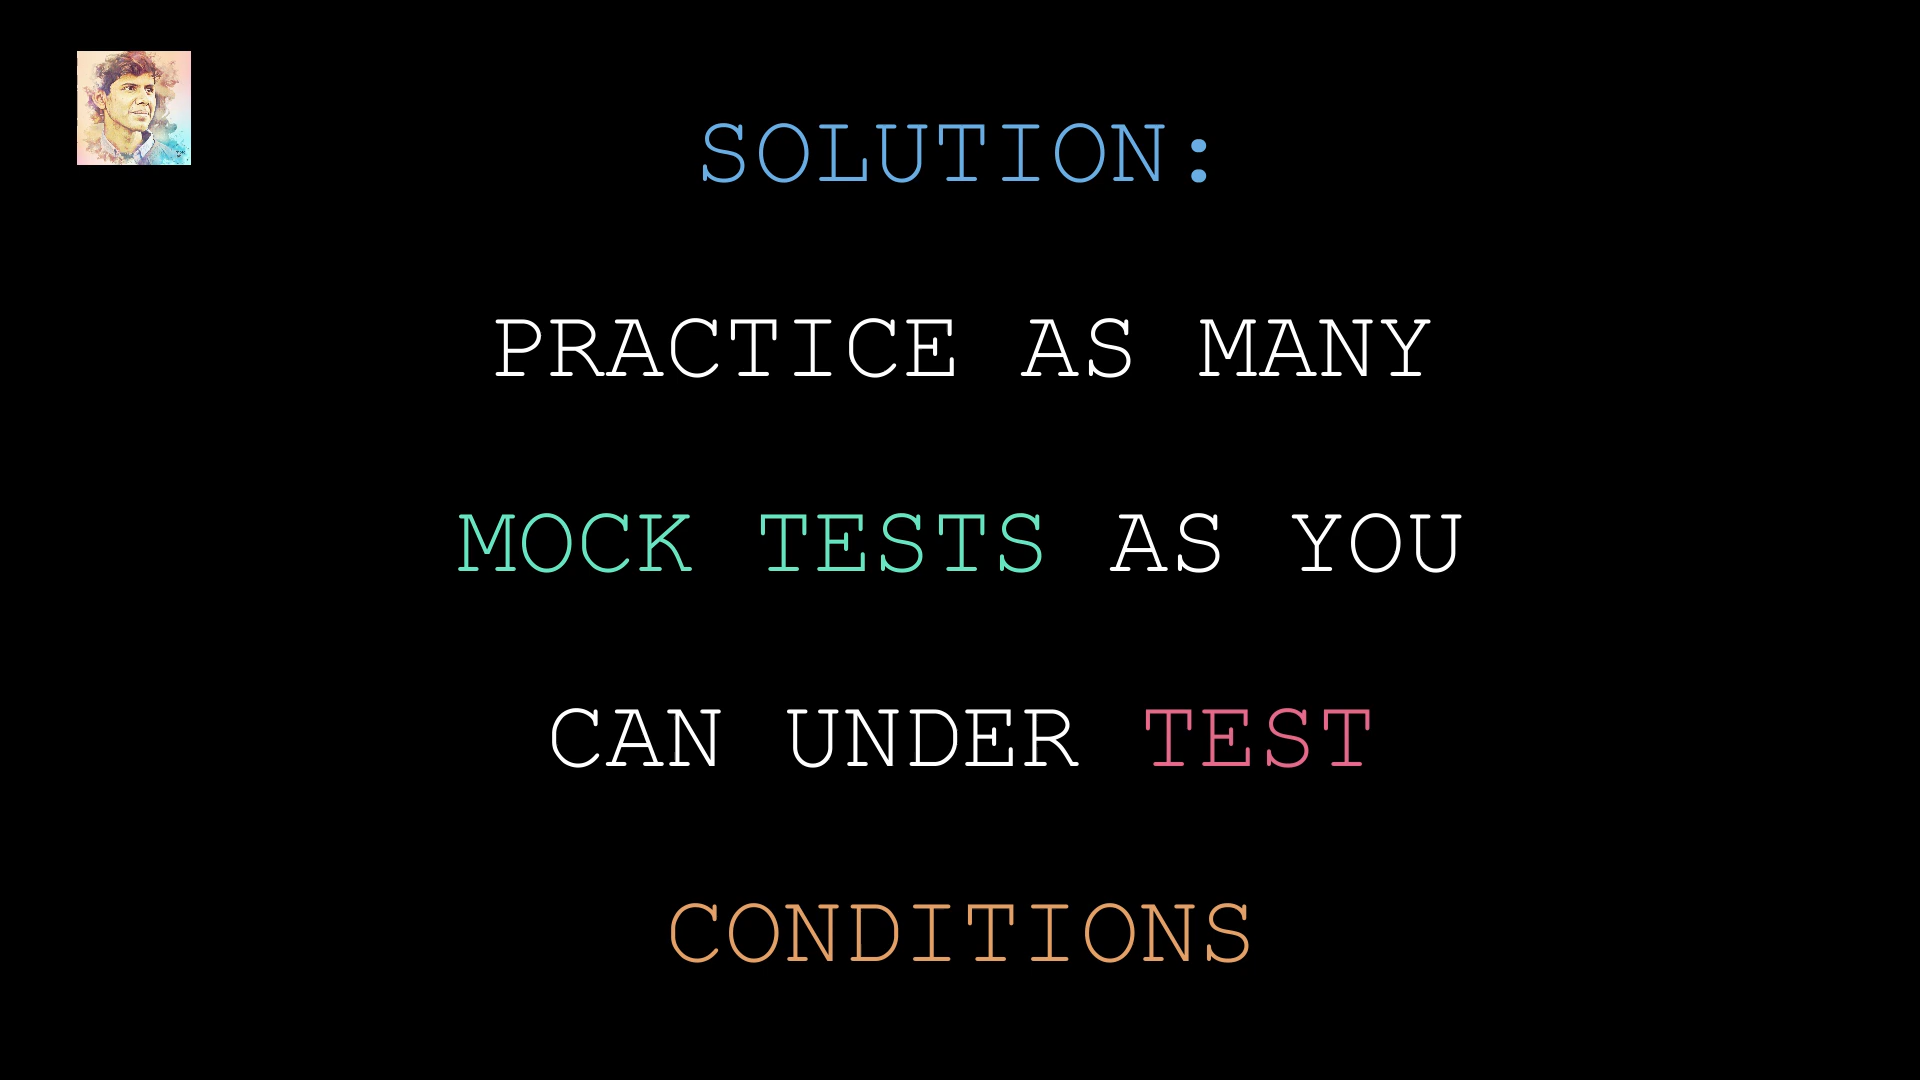 SOLUTION:
PRACTICE AS MANY
MOCK TESTS AS YOU
CAN UNDER TEST
CONDITIONS